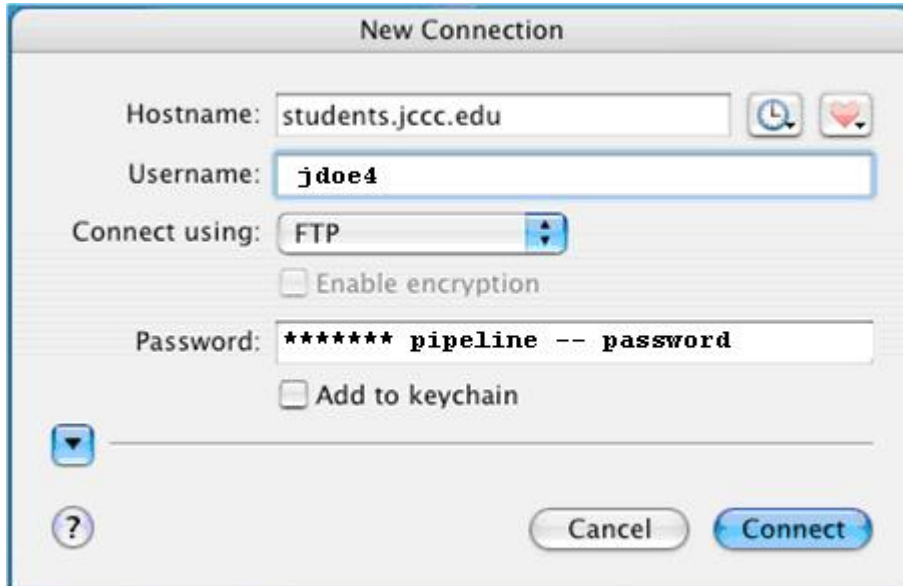 New Connection
Hostname: students.jccc.edu
Username: jdoe4
Connect using: FTP
Enable encryption
Password: ******* pipeline -- password
Add to keychain
? Cancel Connect